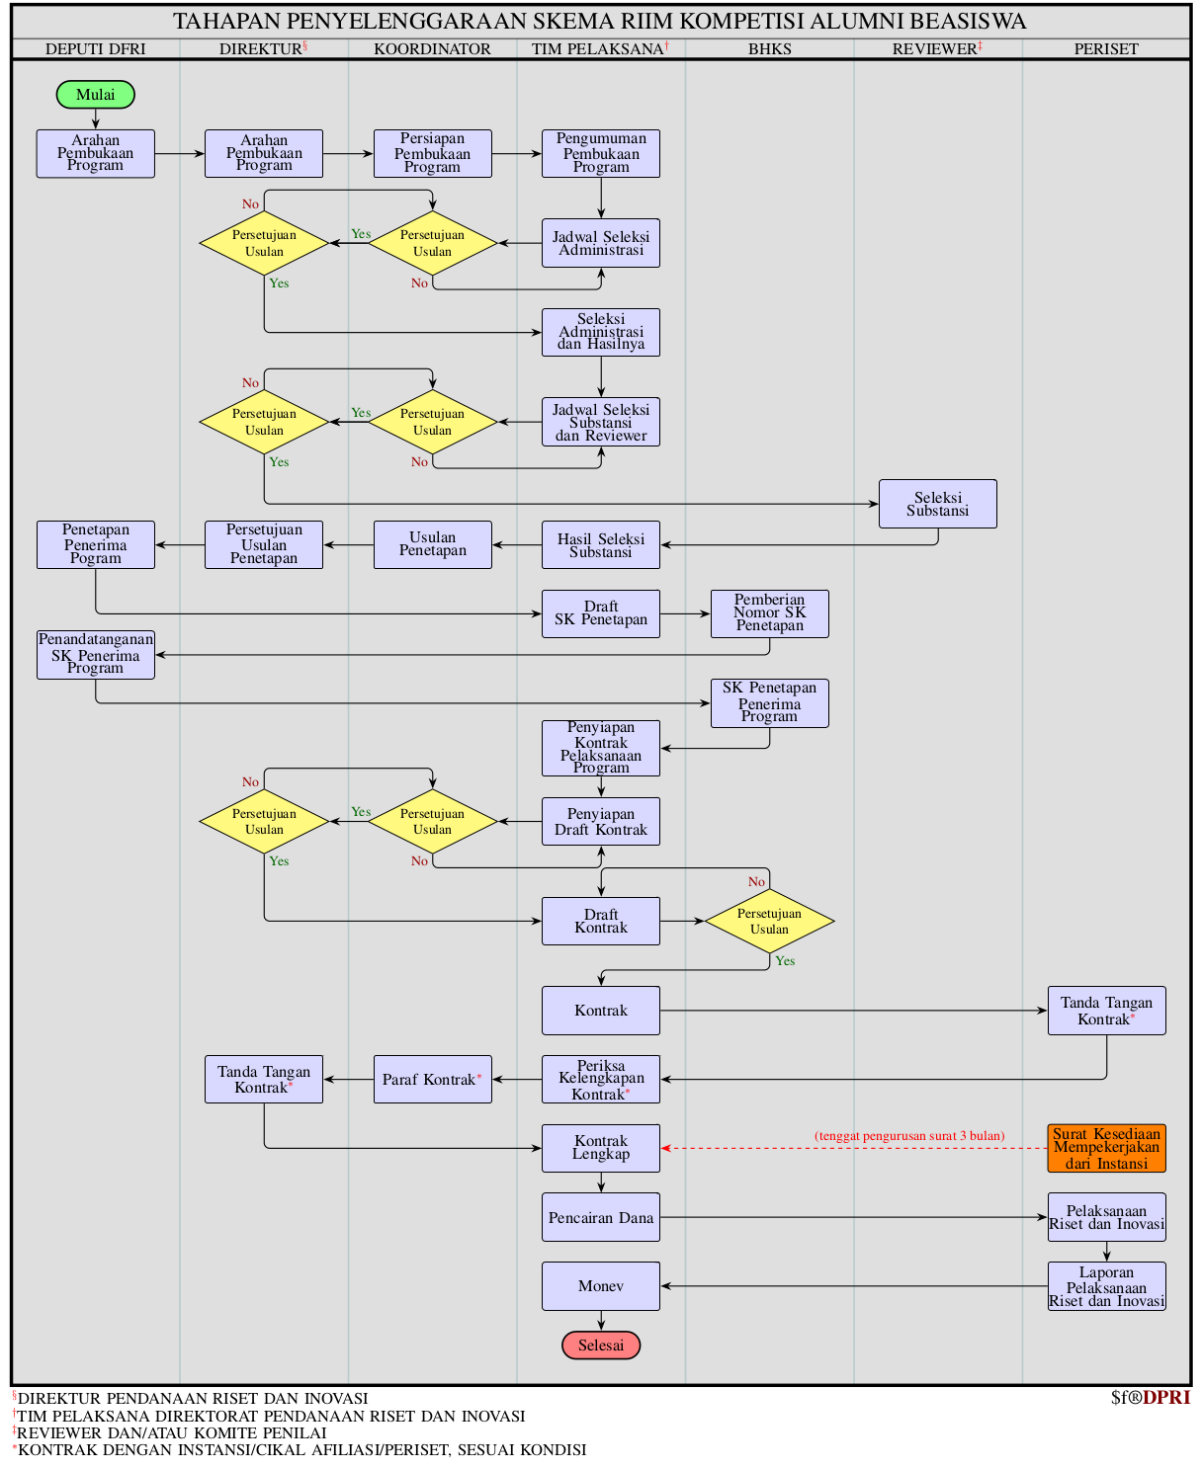 TAHAPAN PENYELENGGARAAN SKEMA RIIM KOMPETISI ALUMNI BEASISWA
DEPUTI DFRI DIREKTUR§ KOORDINATOR TIM PELAKSANA† BHKS REVIEWER‡ PERISET
Mulai
Arahan
Pembukaan
Program
Arahan
Pembukaan
Program
Persiapan
Pembukaan
Program
Pengumuman
Pembukaan
Program
No
Persetujuan
Usulan
Yes
Persetujuan
Usulan
Jadwal Seleksi
Administrasi
Yes
No
Seleksi
Administrasi
dan Hasilnya
No
Persetujuan
Usulan
Yes
Persetujuan
Usulan
Jadwal Seleksi
Substansi
dan Reviewer
Yes
No
Seleksi
Substansi
Penetapan
Penerima
Pogram
Persetujuan
Usulan
Penetapan
Usulan
Penetapan
Hasil Seleksi
Substansi
Draft
SK Penetapan
Pemberian
Nomor SK
Penetapan
Penandatanganan
SK Penerima
Program
SK Penetapan
Penerima
Program
Penyiapan
Kontrak
Pelaksanaan
Program
No
Persetujuan
Usulan
Yes
Persetujuan
Usulan
Penyiapan
Draft Kontrak
Yes
No
No
Draft
Kontrak
Persetujuan
Usulan
Yes
Kontrak
Tanda Tangan
Kontrak*
Tanda Tangan
Kontrak*
Paraf Kontrak*
Periksa
Kelengkapan
Kontrak*
Kontrak
Lengkap
(tenggat pengurusan surat 3 bulan)
Surat Kesediaan
Mempekerjakan
dari Instansi
Pencairan Dana
Pelaksanaan
Riset dan Inovasi
Monev
Laporan
Pelaksanaan
Riset dan Inovasi
Selesai
§DIREKTUR PENDANAAN RISET DAN INOVASI
$f®DPRI
†TIM PELAKSANA DIREKTORAT PENDANAAN RISET DAN INOVASI
‡REVIEWER DAN/ATAU KOMITE PENILAI
*KONTRAK DENGAN INSTANSI/CIKAL AFILIASI/PERISET, SESUAI KONDISI